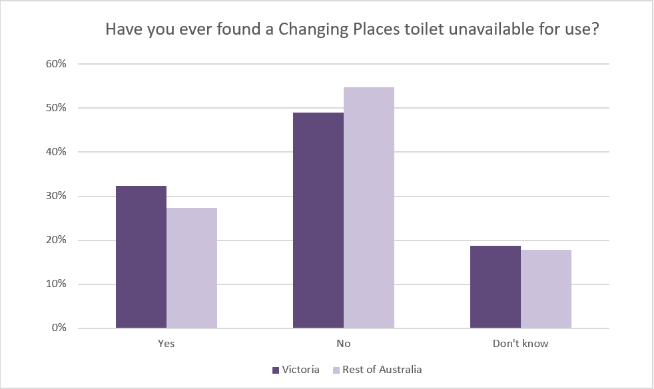 Have you ever found a Changing Places toilet unavailable for use?
60%
50%
40%
30%
20%
10%
0%
Yes No Don't know
Victoria Rest of Australia